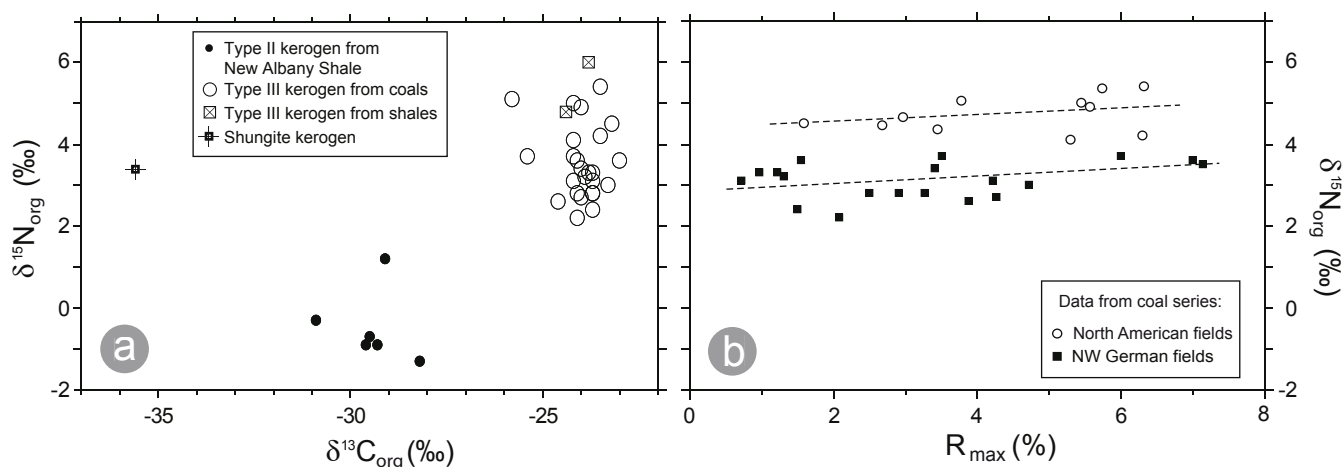 6
4
2
0
-2
δ¹⁵Norg (‰)
Type II kerogen from
New Albany Shale
Type III kerogen from coals
Type III kerogen from shales
Shungite kerogen
a
-35
-30
-25
δ¹³Corg (‰)
b
Data from coal series:
North American fields
NW German fields
0
2
4
6
8
Rmax (%)
6
4
2
0
-2
δ¹⁵Norg (‰)